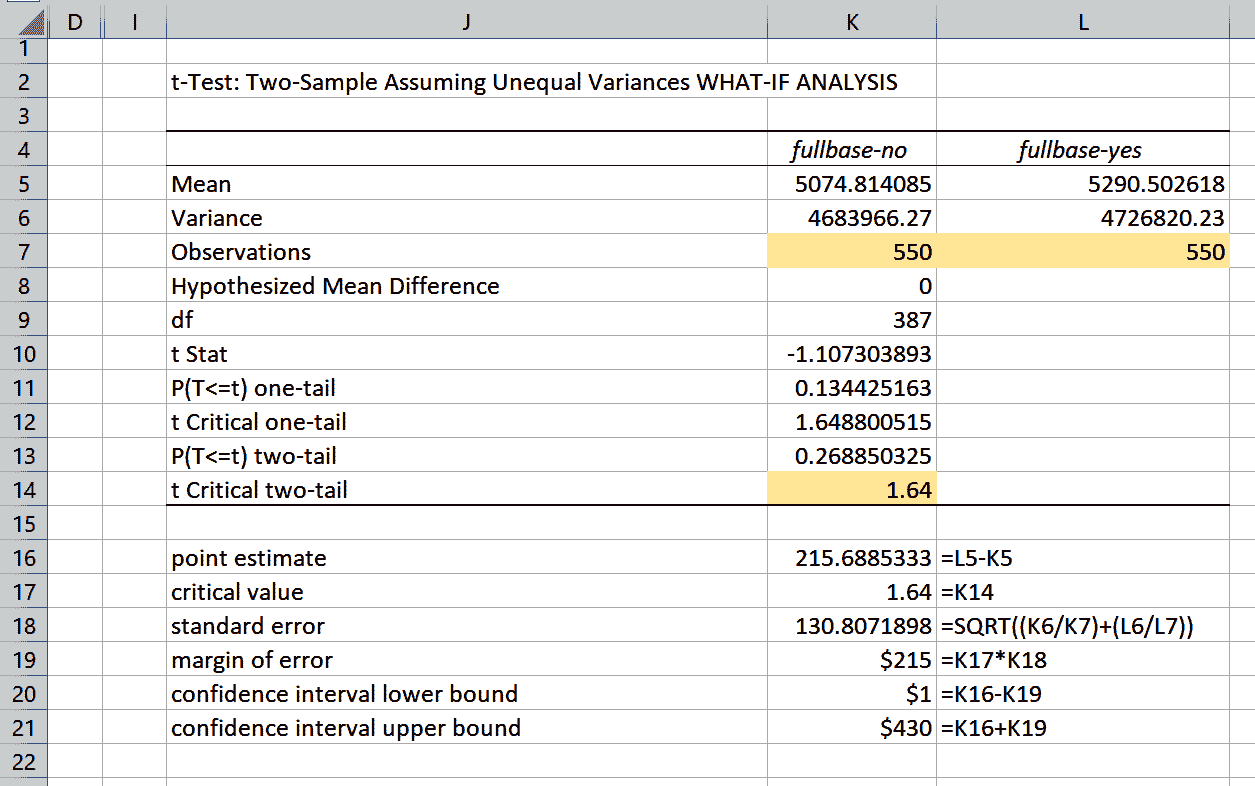 D I J K L
1
2 t-Test: Two-Sample Assuming Unequal Variances WHAT-IF ANALYSIS
3
4 fullbase-no fullbase-yes
5 Mean 5074.814085 5290.502618
6 Variance 4683966.27 4726820.23
7 Observations 550 550
8 Hypothesized Mean Difference 0
9 df 387
10 t Stat -1.107303893
11 P(T<=t) one-tail 0.134425163
12 t Critical one-tail 1.648800515
13 P(T<=t) two-tail 0.268850325
14 t Critical two-tail 1.64
15
16 point estimate 215.6885333 =L5-K5
17 critical value 1.64 =K14
18 standard error 130.8071898 =SQRT((K6/K7)+(L6/L7))
19 margin of error $215 =K17*K18
20 confidence interval lower bound $1 =K16-K19
21 confidence interval upper bound $430 =K16+K19
22